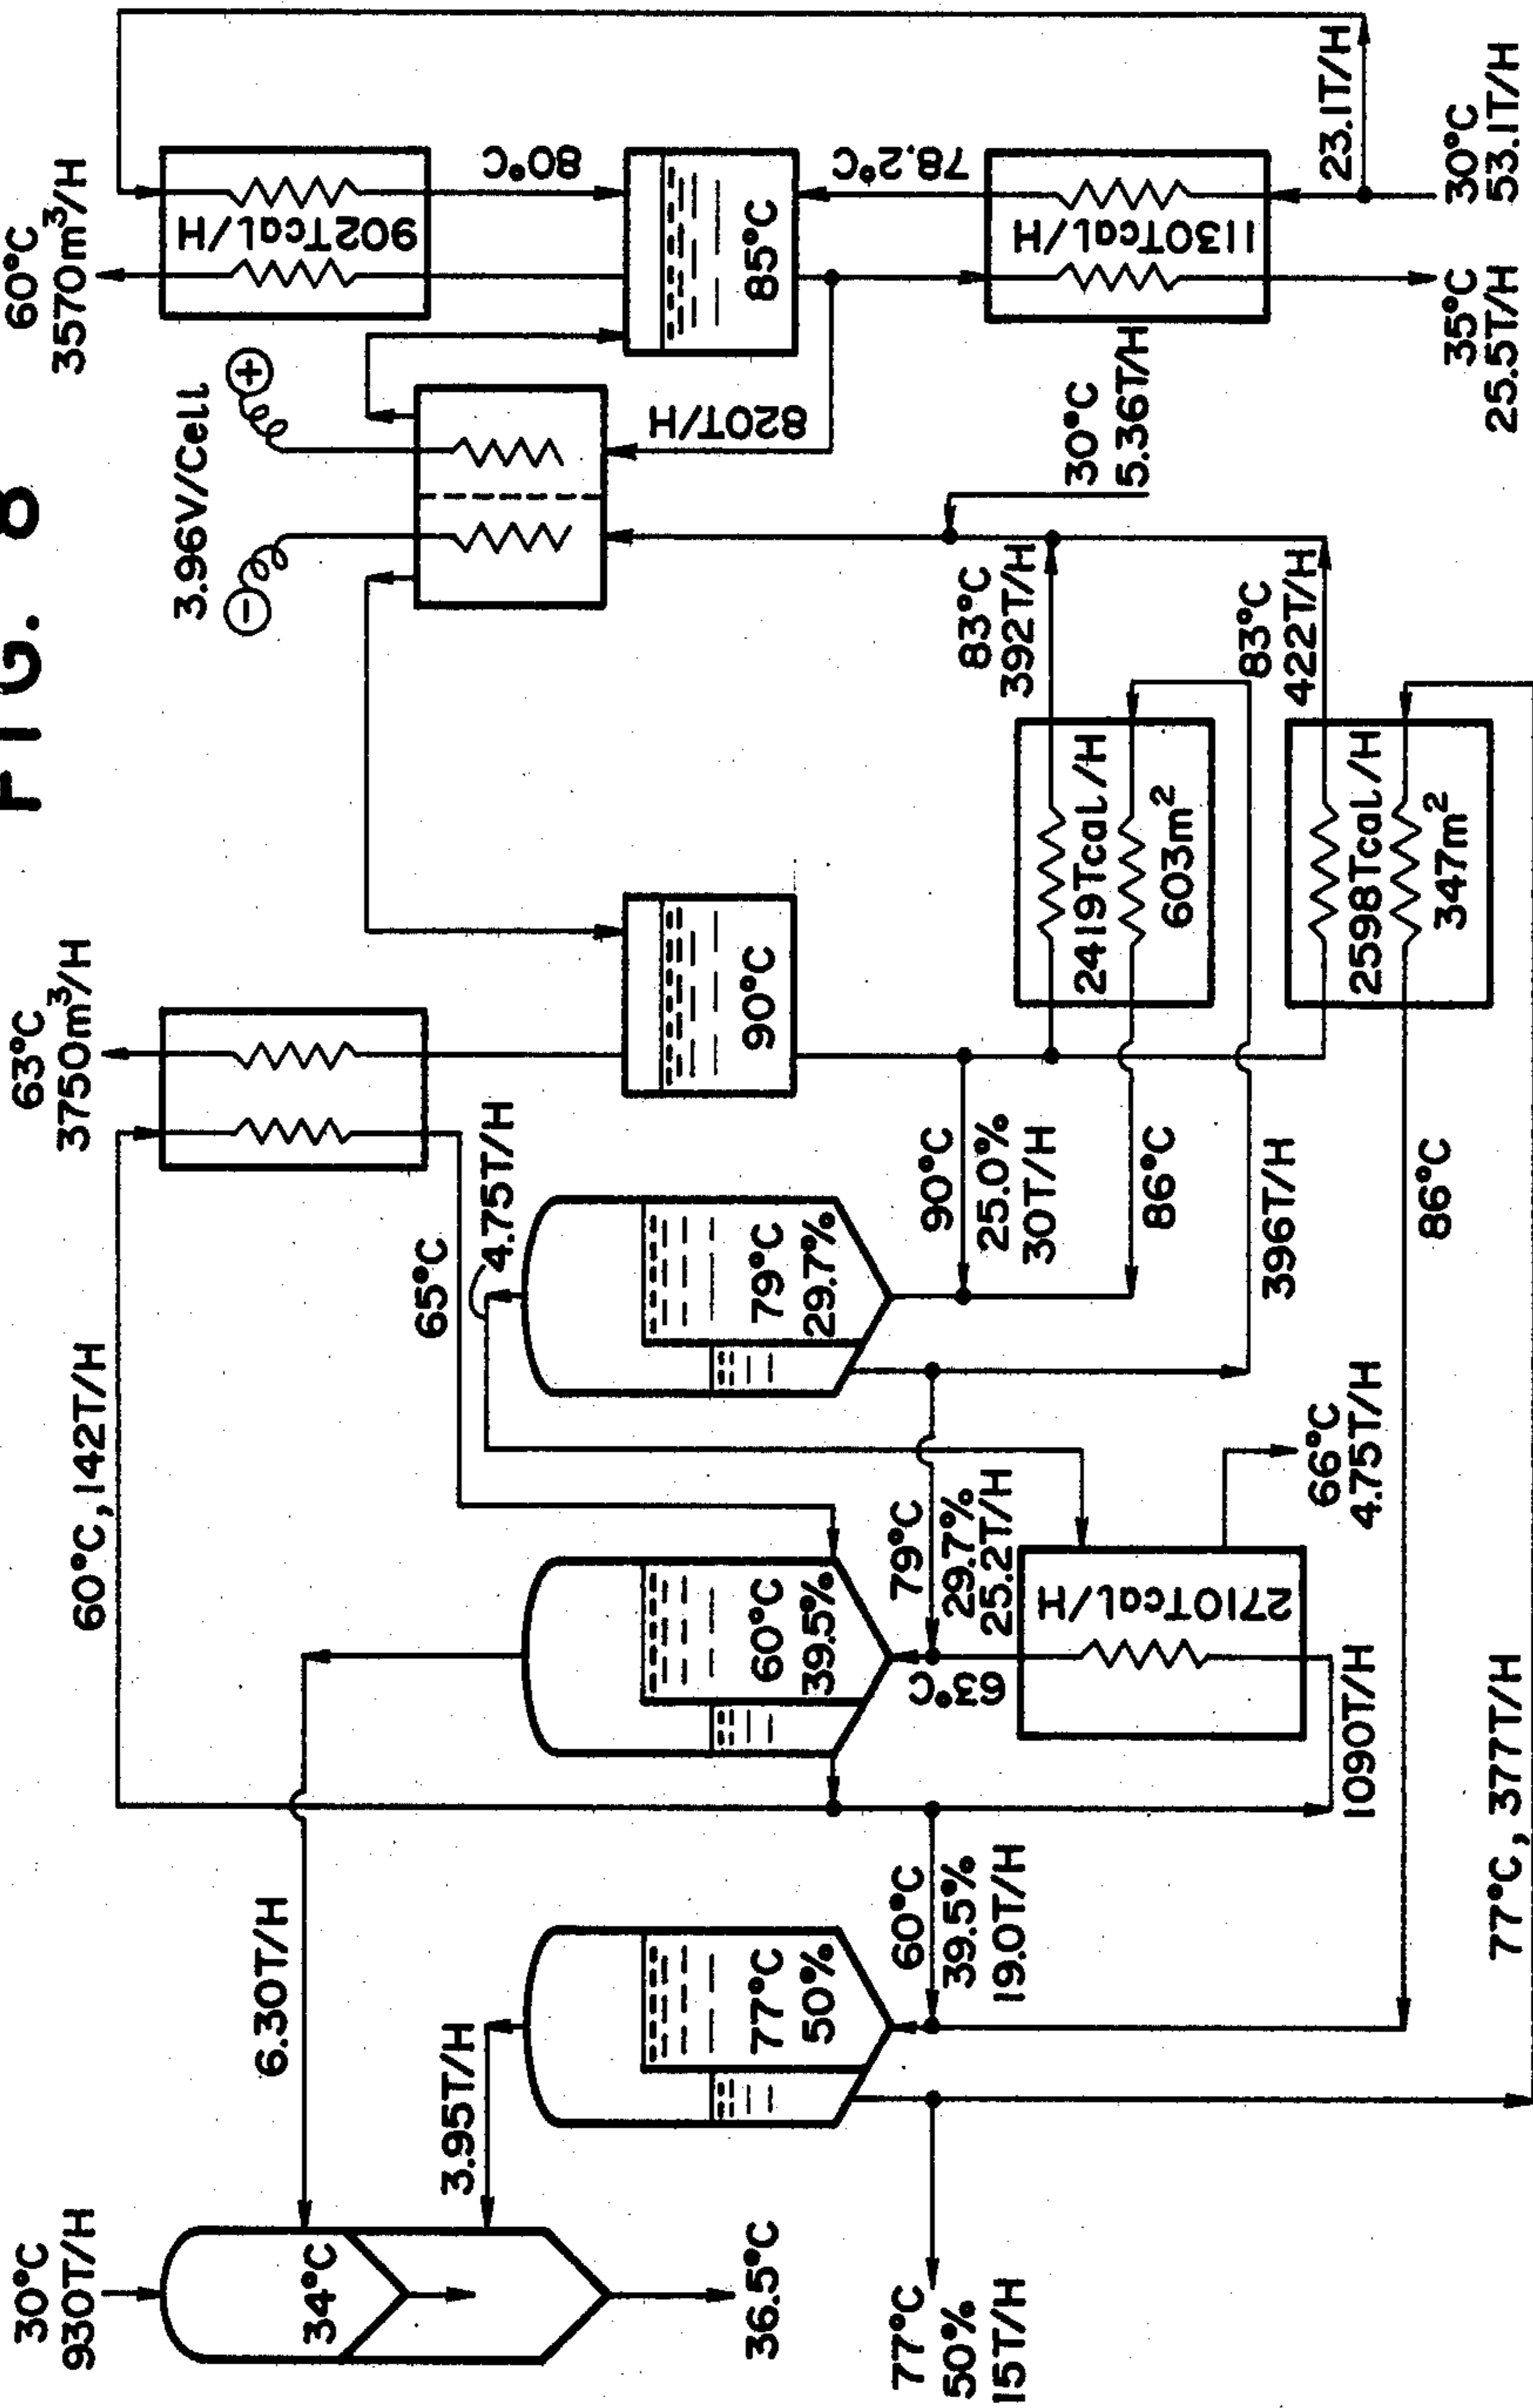 FIG. 8
30°C
930T/H
34°C
36.5°C
6.30T/H
3.95T/H
77°C
50%
77°C
50%
15T/H
60°C, 142T/H
60°C
39.5%
60°C
39.5%
19.0T/H
63°C
2710Tcal/H
1090T/H
77°C, 377T/H
65°C
4.75T/H
79°C
29.7%
79°C
29.7%
25.2T/H
66°C
4.75T/H
63°C
3750m³/H
90°C
90°C
25.0%
30T/H
86°C
396T/H
86°C
2419Tcal/H
603m²
2598Tcal/H
347m²
83°C
392T/H
83°C
422T/H
3.96V/Cell
−
+
820T/H
30°C
5.36T/H
60°C
3570m³/H
902Tcal/H
80°C
85°C
78.2°C
1130Tcal/H
23.1T/H
35°C
25.5T/H
30°C
53.1T/H